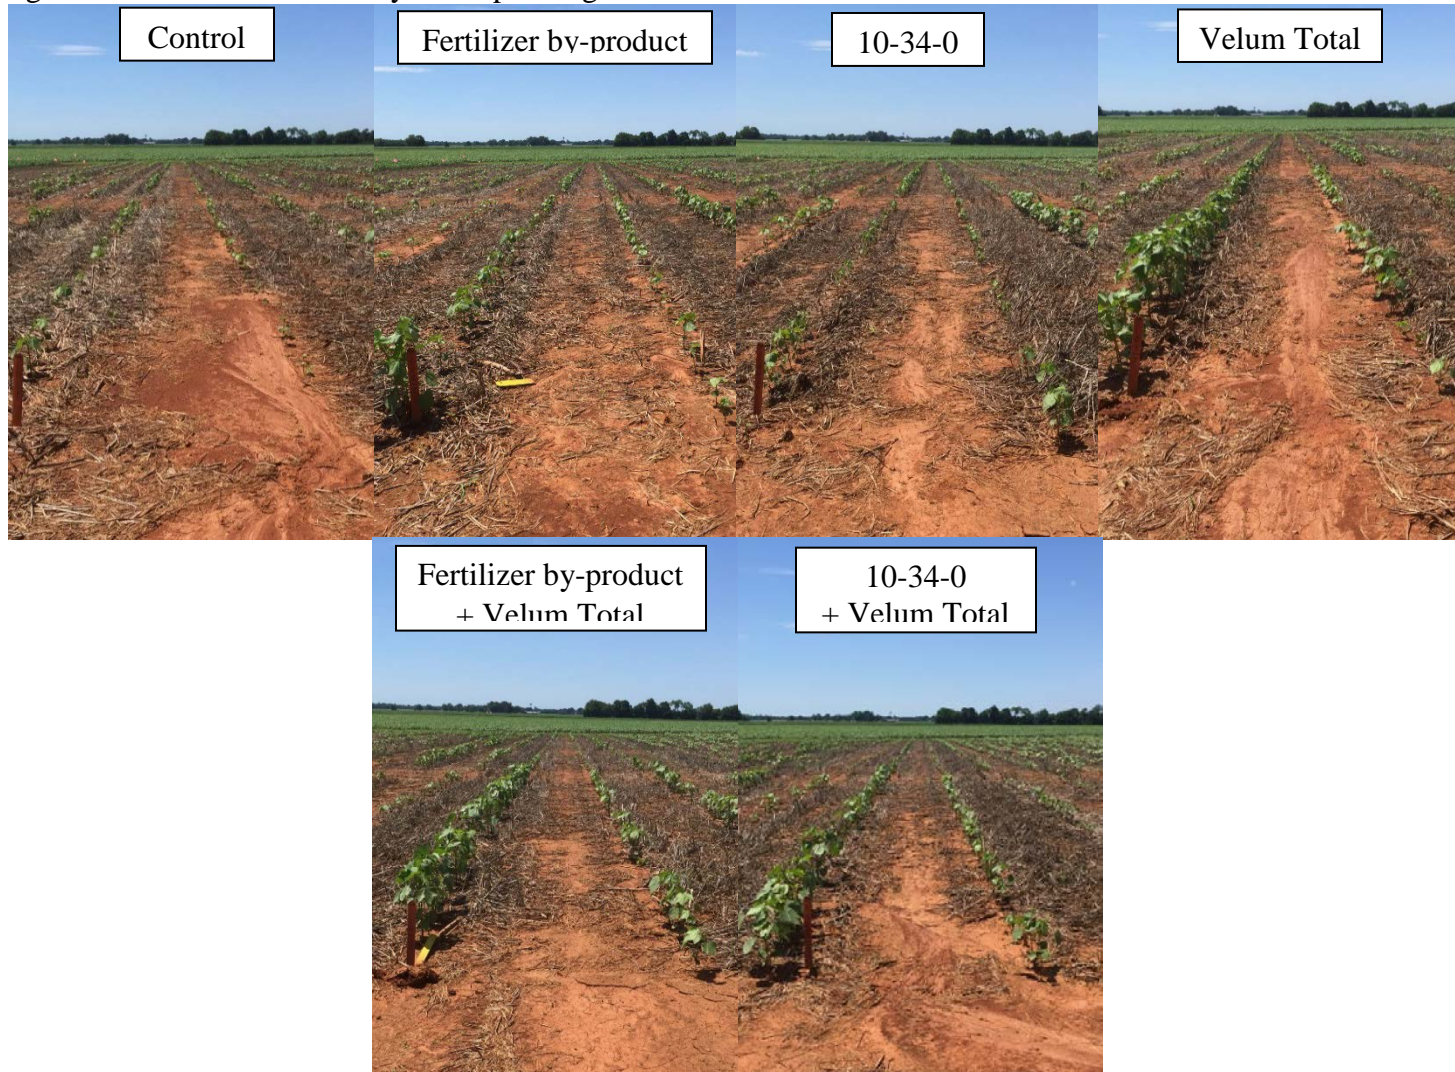 Control
Fertilizer by-product
10-34-0
Velum Total
Fertilizer by-product
+ Velum Total
10-34-0
+ Velum Total